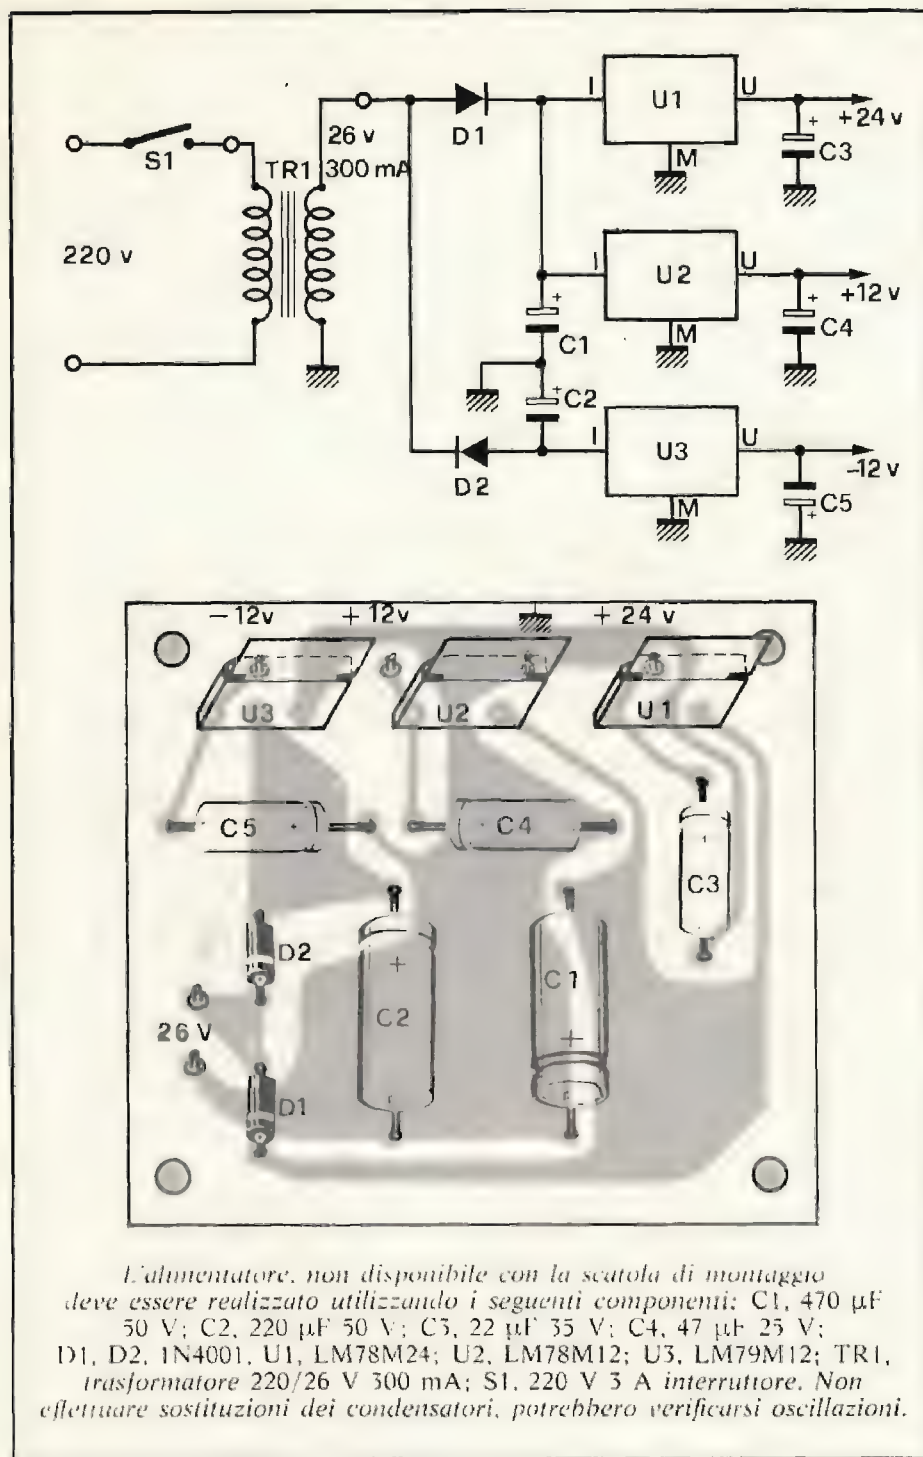 I
U1
U
+
+24 v
C3
M
D1
26 v
300 mA
S1
TR1
220 v
I
U2
U
+
+12 v
C4
M
+
C1
+
C2
I
U3
U
-12 v
C5
+
M
D2
-12v +12v + 24 v
U3 U2 U1
C5 + + C4
+
C3
D2
+
C2
C1
+
26 V
D1
L'alimentatore, non disponibile con la scatola di montaggio
deve essere realizzato utilizzando i seguenti componenti: C1, 470 µF
50 V; C2, 220 µF 50 V; C3, 22 µF 35 V; C4, 47 µF 25 V;
D1, D2, 1N4001, U1, LM78M24; U2, LM78M12; U3, LM79M12; TR1,
trasformatore 220/26 V 300 mA; S1, 220 V 3 A interruttore. Non
effettuare sostituzioni dei condensatori, potrebbero verificarsi oscillazioni.